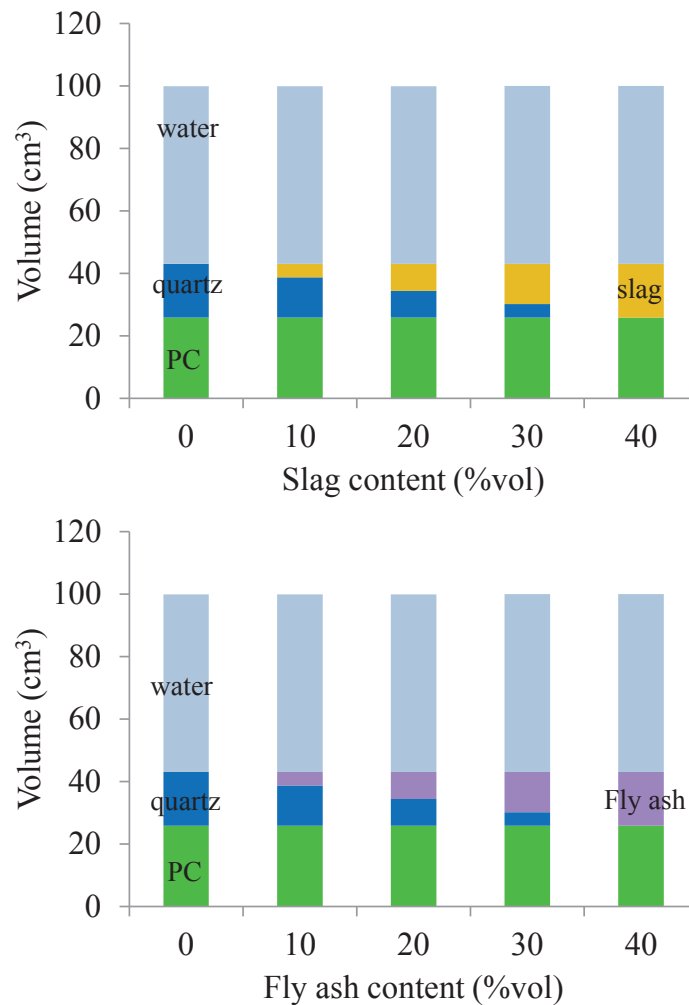 120
100
80
60
40
20
0
Volume (cm³)
water
quartz
PC
slag
0 10 20 30 40
Slag content (%vol)
120
100
80
60
40
20
0
Volume (cm³)
water
quartz
PC
Fly ash
0 10 20 30 40
Fly ash content (%vol)